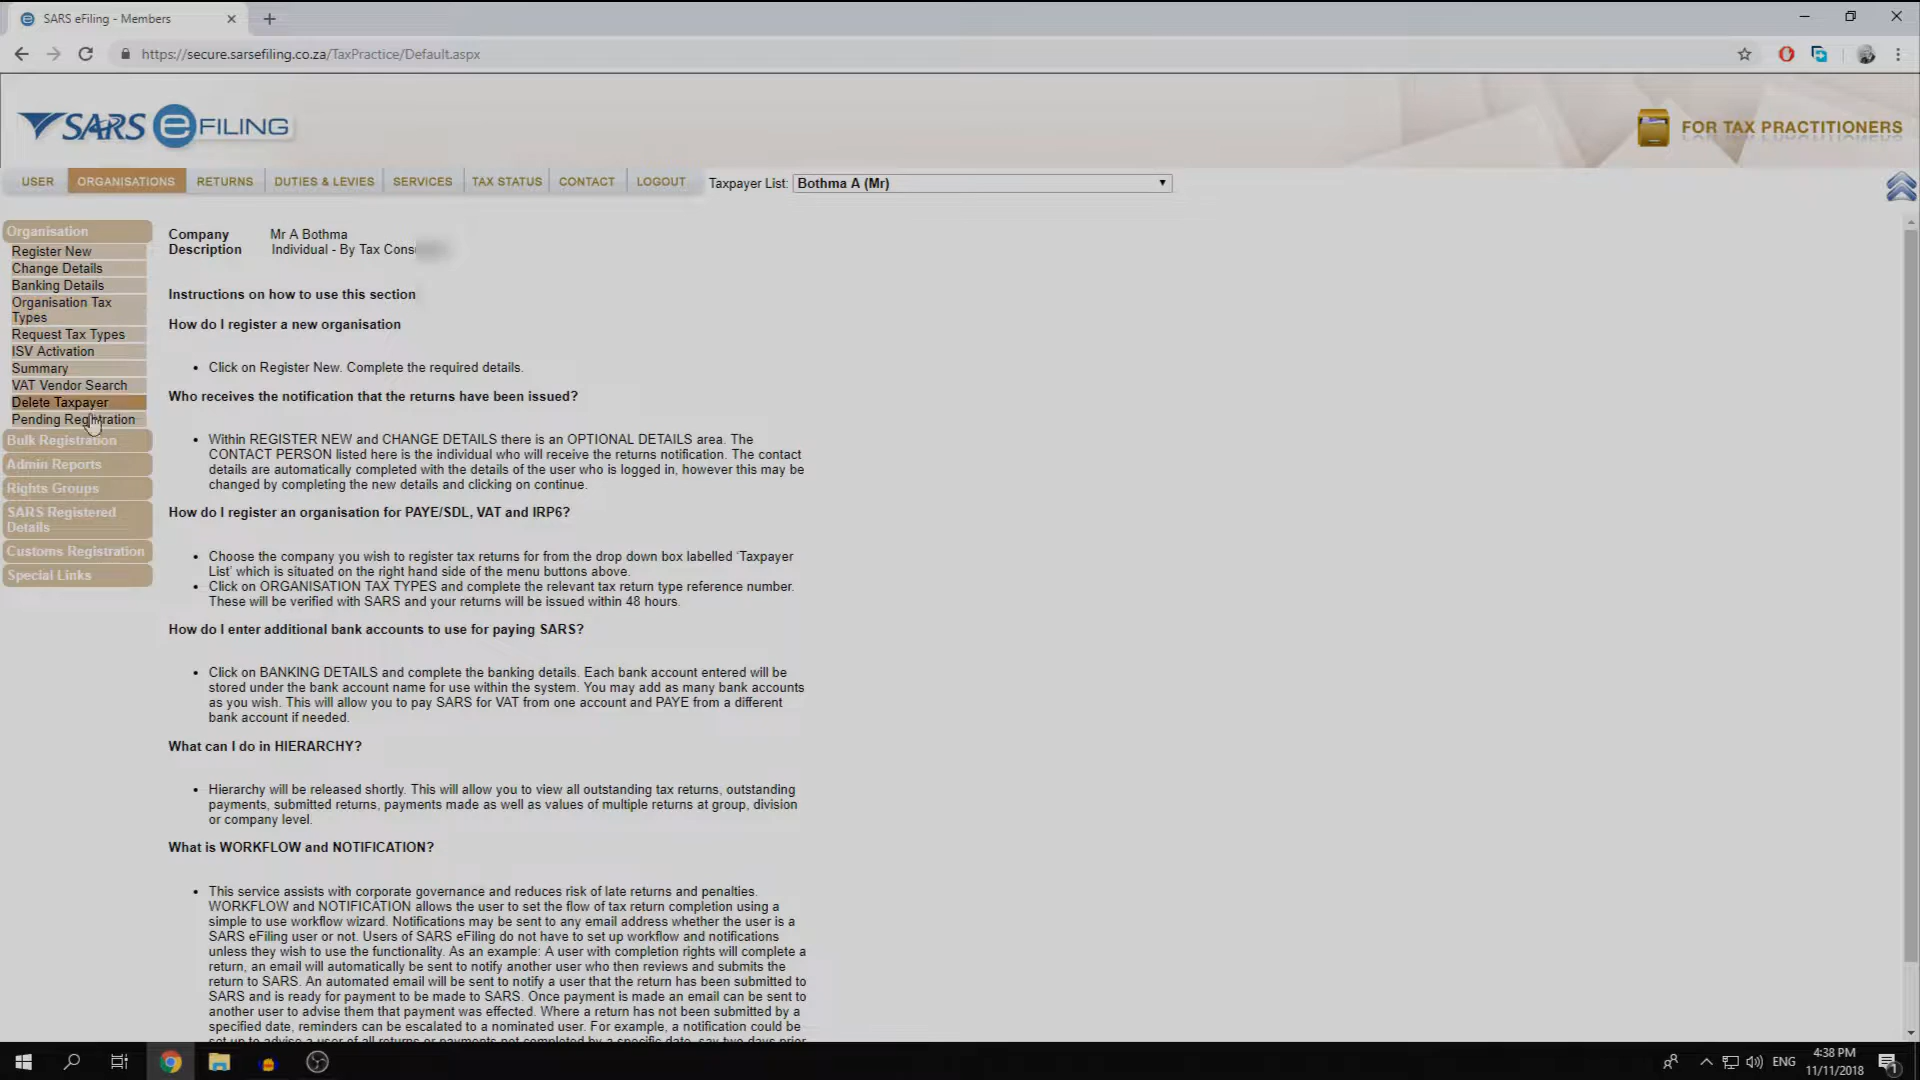 SARS eFiling - Members
https://secure.sarsefiling.co.za/TaxPractice/Default.aspx
SARS eFILING
FOR TAX PRACTITIONERS
USER ORGANISATIONS RETURNS DUTIES & LEVIES SERVICES TAX STATUS CONTACT LOGOUT Taxpayer List: Bothma A (Mr)
Organisation
Register New
Change Details
Banking Details
Organisation Tax
Types
Request Tax Types
ISV Activation
Summary
VAT Vendor Search
Delete Taxpayer
Pending Registration
Bulk Registration
Admin Reports
Rights Groups
SARS Registered
Details
Customs Registration
Special Links
Company Mr A Bothma
Description Individual - By Tax
Instructions on how to use this section
How do I register a new organisation
• Click on Register New. Complete the required details.
Who receives the notification that the returns have been issued?
• Within REGISTER NEW and CHANGE DETAILS there is an OPTIONAL DETAILS area. The
CONTACT PERSON listed here is the individual who will receive the returns notification. The contact
details are automatically completed with the details of the user who is logged in, however this may be
changed by completing the new details and clicking on continue.
How do I register an organisation for PAYE/SDL, VAT and IRP6?
• Choose the company you wish to register tax returns for from the drop down box labelled ‘Taxpayer
List’ which is situated on the right hand side of the menu buttons above.
• Click on ORGANISATION TAX TYPES and complete the relevant tax return type reference number.
These will be verified with SARS and your returns will be issued within 48 hours.
How do I enter additional bank accounts to use for paying SARS?
• Click on BANKING DETAILS and complete the banking details. Each bank account entered will be
stored under the bank account name for use within the system. You may add as many bank accounts
as you wish. This will allow you to pay SARS for VAT from one account and PAYE from a different
bank account if needed.
What can I do in HIERARCHY?
• Hierarchy will be released shortly. This will allow you to view all outstanding tax returns, outstanding
payments, submitted returns, payments made as well as values of multiple returns at group, division
or company level.
What is WORKFLOW and NOTIFICATION?
• This service assists with corporate governance and reduces risk of late returns and penalties.
WORKFLOW and NOTIFICATION allows the user to set the flow of tax return completion using a
simple to use workflow wizard. Notifications may be sent to any email address whether the user is a
SARS eFiling user or not. Users of SARS eFiling do not have to set up workflow and notifications
unless they wish to use the functionality. As an example: A user with completion rights will complete a
return, an email will automatically be sent to notify another user who then reviews and submits the
return to SARS. An automated email will be sent to notify a user that the return has been submitted to
SARS and is ready for payment to be made to SARS. Once payment is made an email can be sent to
another user to advise them that payment was effected. Where a return has not been submitted by a
specified date, reminders can be escalated to a nominated user. For example, a notification could be
set up to advise a user of all returns or payments not completed by a specific date, say two days prior
ENG
4:38 PM
11/11/2018